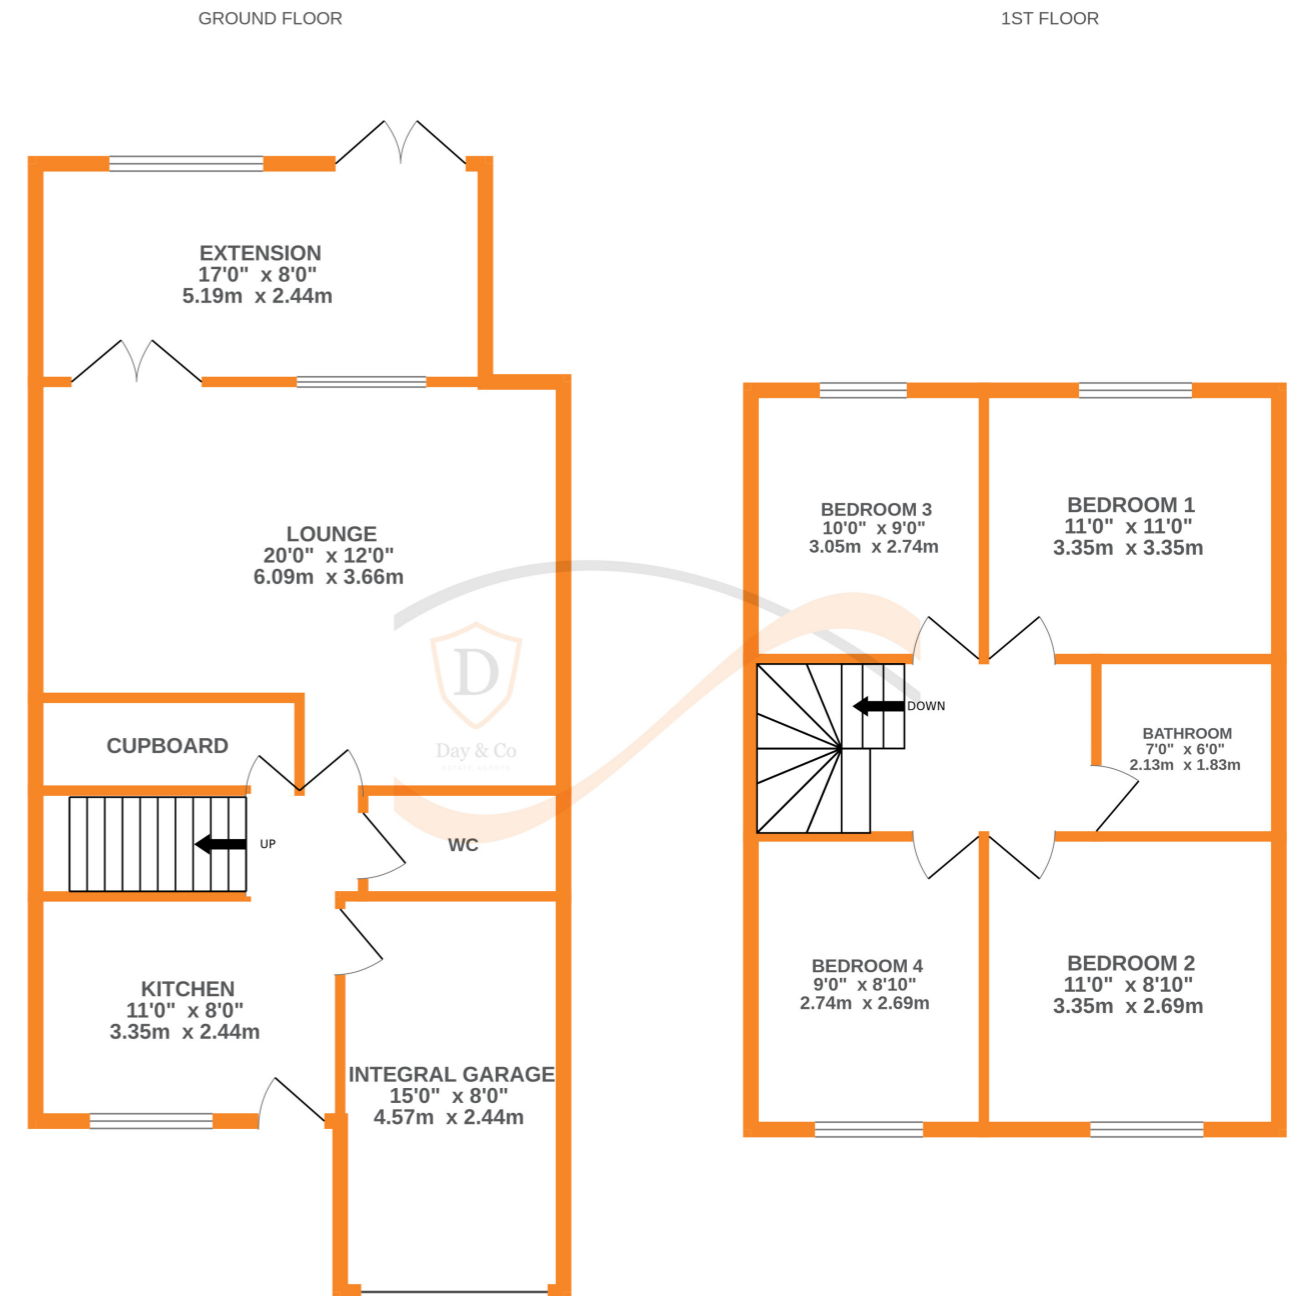 GROUND FLOOR
1ST FLOOR
EXTENSION
17'0" x 8'0"
5.19m x 2.44m
LOUNGE
20'0" x 12'0"
6.09m x 3.66m
CUPBOARD
UP
WC
KITCHEN
11'0" x 8'0"
3.35m x 2.44m
INTEGRAL GARAGE
15'0" x 8'0"
4.57m x 2.44m
D
Day & Co
BEDROOM 3
10'0" x 9'0"
3.05m x 2.74m
BEDROOM 1
11'0" x 11'0"
3.35m x 3.35m
DOWN
BATHROOM
7'0" x 6'0"
2.13m x 1.83m
BEDROOM 4
9'0" x 8'10"
2.74m x 2.69m
BEDROOM 2
11'0" x 8'10"
3.35m x 2.69m